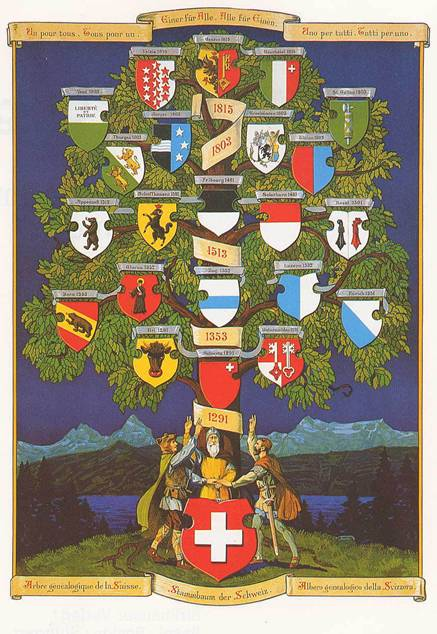 Un pour tous. Tous pour un.
Einer für Alle. Alle für Einen.
Uno per tutti. Tutti per uno.
Genève 1815
Valais 1815
Neuchâtel 1815
Vaud 1803
LIBERTÉ
ET
PATRIE
St. Gallen 1803
1815
Aargau 1803
Graubünden 1803
1803
Thurgau 1803
Tessin 1803
Fribourg 1481
Appenzell 1513
Schaffhausen 1501
Solothurn 1481
Basel 1501
1513
Glarus 1352
Zug 1352
Luzern 1332
Bern 1353
Zürich 1351
1353
Uri 1291
Unterwalden 1291
Schwyz 1291
1291
Arbre généalogique de la Suisse.
Stammbaum der Schweiz.
Albero genealogico della Svizzera.